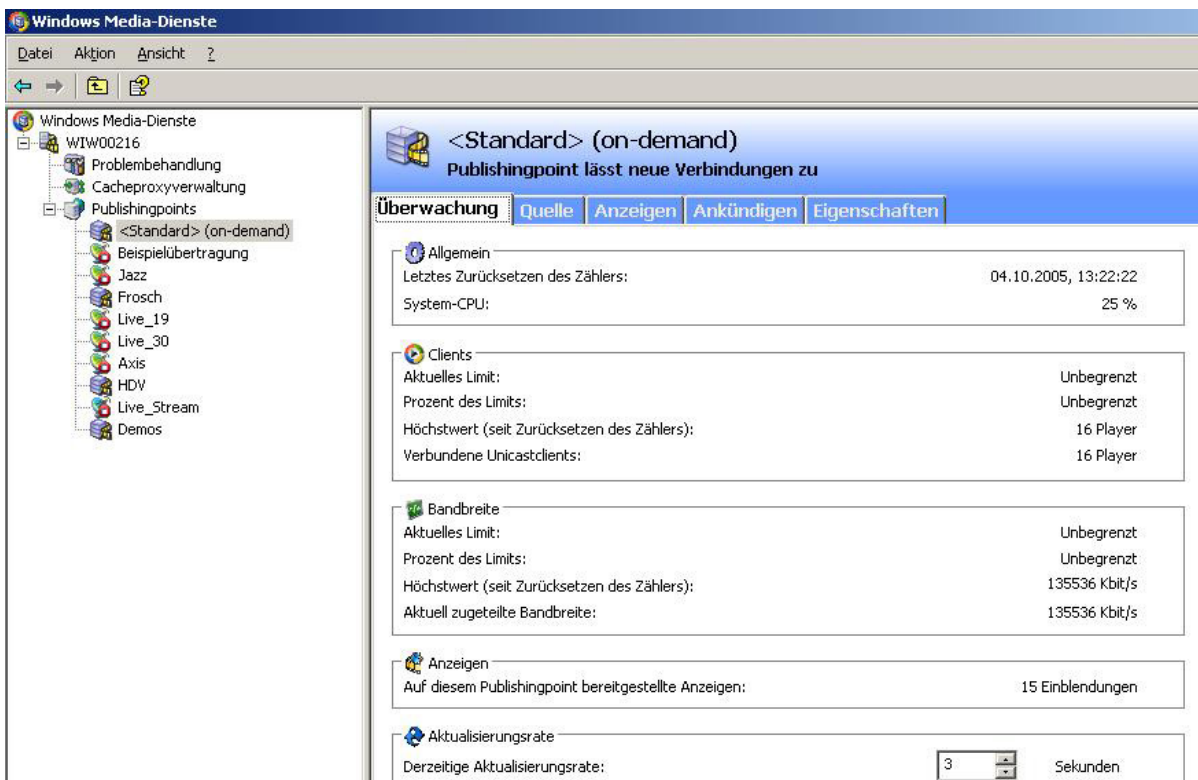 Windows Media-Dienste
Datei Aktion Ansicht ?
Windows Media-Dienste
WIW00216
Problembehandlung
Cacheproxyverwaltung
Publishingpoints
<Standard> (on-demand)
Beispielübertragung
Jazz
Frosch
Live_19
Live_30
Axis
HDV
Live_Stream
Demos
<Standard> (on-demand)
Publishingpoint lässt neue Verbindungen zu
Überwachung Quelle Anzeigen Ankündigen Eigenschaften
Allgemein
Letztes Zurücksetzen des Zählers: 04.10.2005, 13:22:22
System-CPU: 25 %
Clients
Aktuelles Limit: Unbegrenzt
Prozent des Limits: Unbegrenzt
Höchstwert (seit Zurücksetzen des Zählers): 16 Player
Verbundene Unicastclients: 16 Player
Bandbreite
Aktuelles Limit: Unbegrenzt
Prozent des Limits: Unbegrenzt
Höchstwert (seit Zurücksetzen des Zählers): 135536 Kbit/s
Aktuell zugeteilte Bandbreite: 135536 Kbit/s
Anzeigen
Auf diesem Publishingpoint bereitgestellte Anzeigen: 15 Einblendungen
Aktualisierungsrate
Derzeitige Aktualisierungsrate: 3 Sekunden